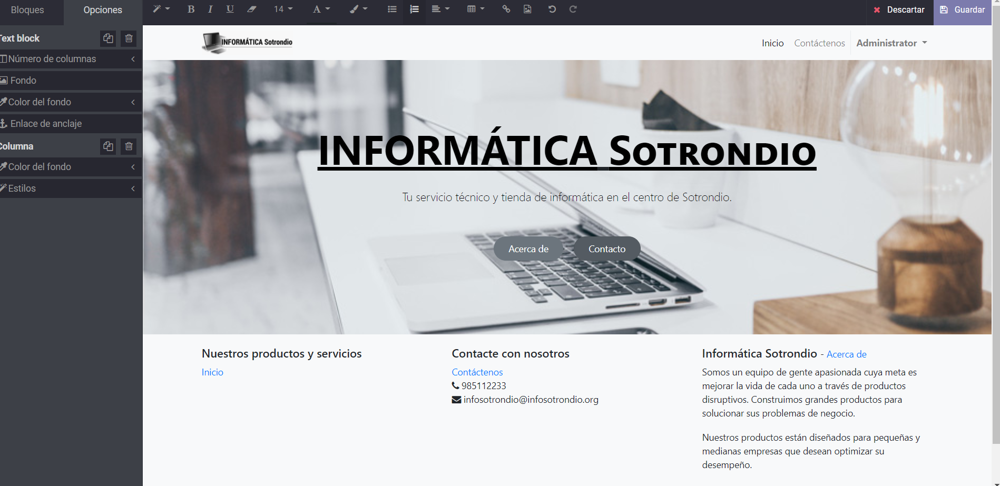 Bloques
Opciones
B I U
14
A
Descartar
Guardar
Text block
Número de columnas
Fondo
Color del fondo
Enlace de anclaje
Columna
Color del fondo
Estilos
INFORMÁTICA Sotrondio
Inicio
Contáctenos
Administrator
INFORMÁTICA Sotrondio
Tu servicio técnico y tienda de informática en el centro de Sotrondio.
Acerca de
Contacto
Nuestros productos y servicios
Inicio
Contacte con nosotros
Contáctenos
985112233
infosotrondio@infosotrondio.org
Informática Sotrondio - Acerca de
Somos un equipo de gente apasionada cuya meta es
mejorar la vida de cada uno a través de productos
disruptivos. Construimos grandes productos para
solucionar sus problemas de negocio.
Nuestros productos están diseñados para pequeñas y
medianas empresas que desean optimizar su
desempeño.